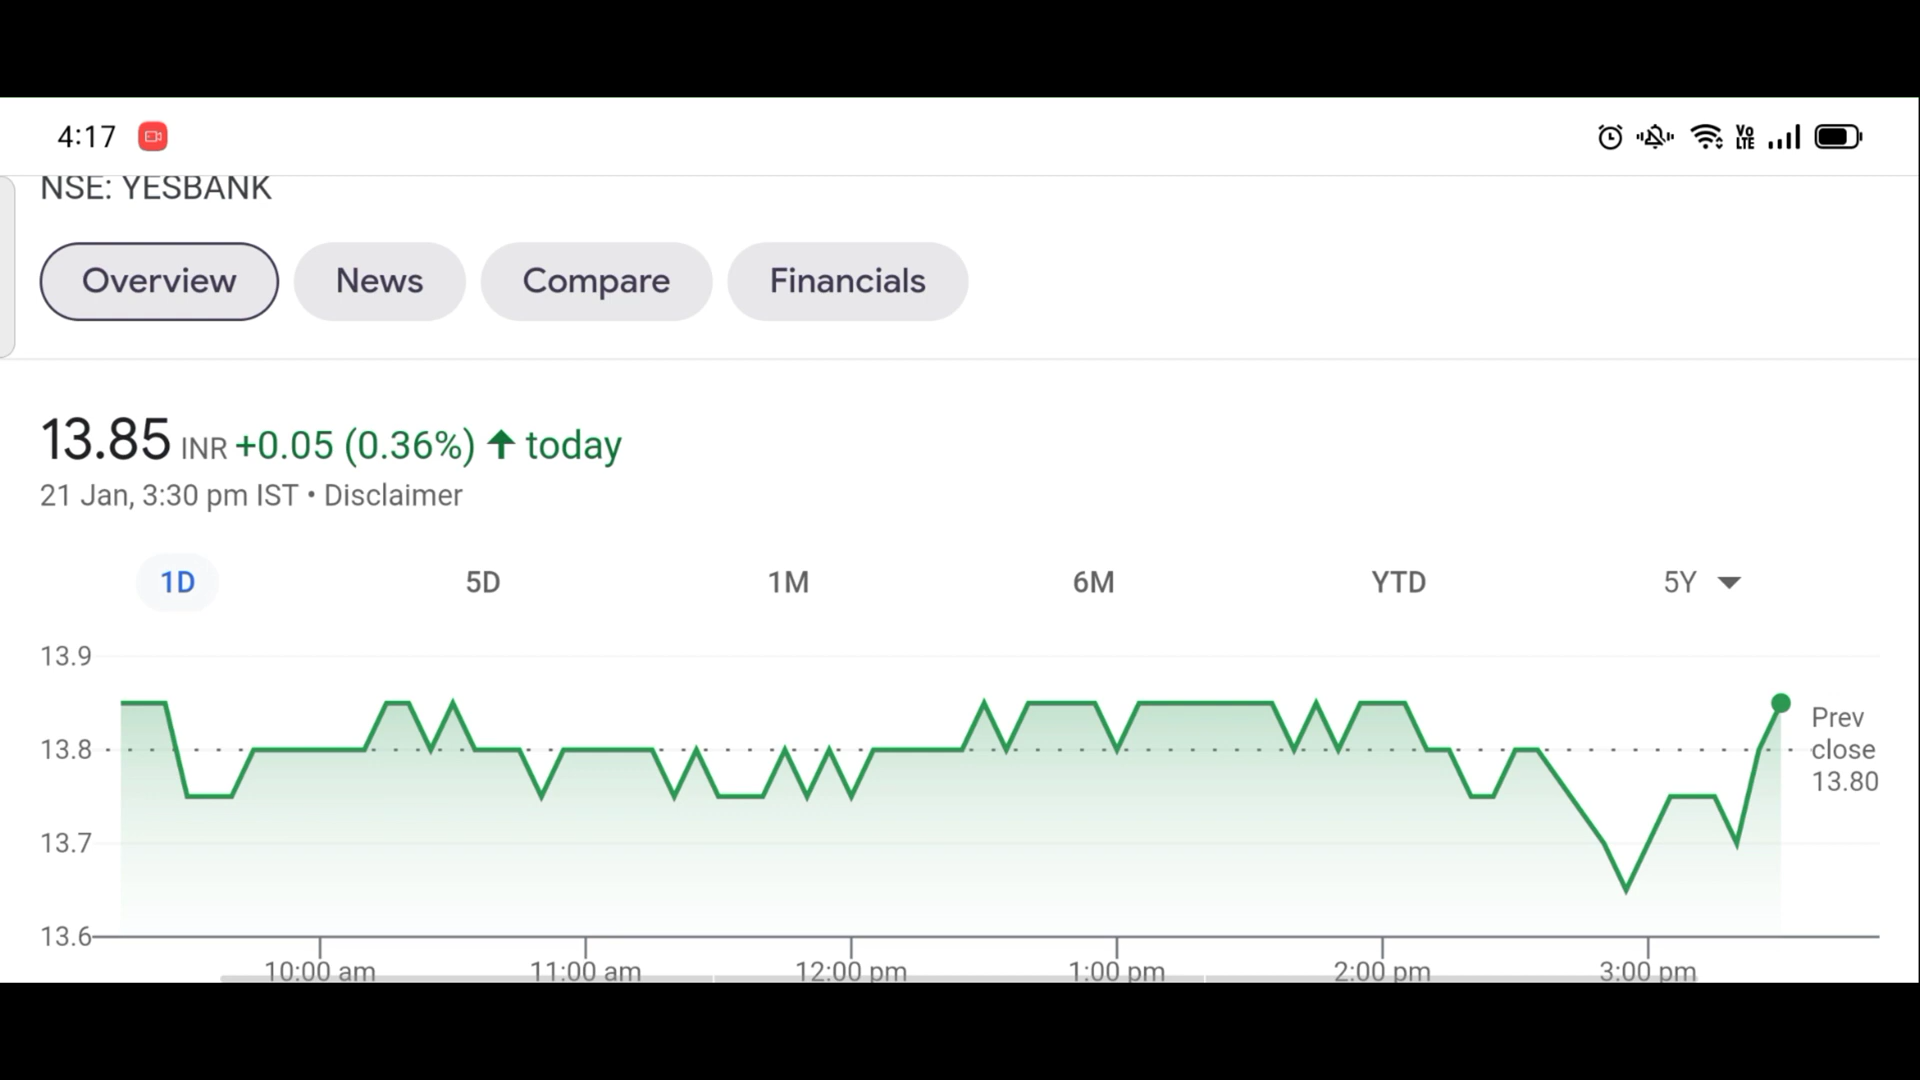 4:17
Vo
LTE
NSE: YESBANK
Overview News Compare Financials
13.85 INR +0.05 (0.36%) ↑ today
21 Jan, 3:30 pm IST • Disclaimer
1D 5D 1M 6M YTD 5Y
13.9
13.8
13.7
13.6
Prev
close
13.80
10:00 am 11:00 am 12:00 pm 1:00 pm 2:00 pm 3:00 pm